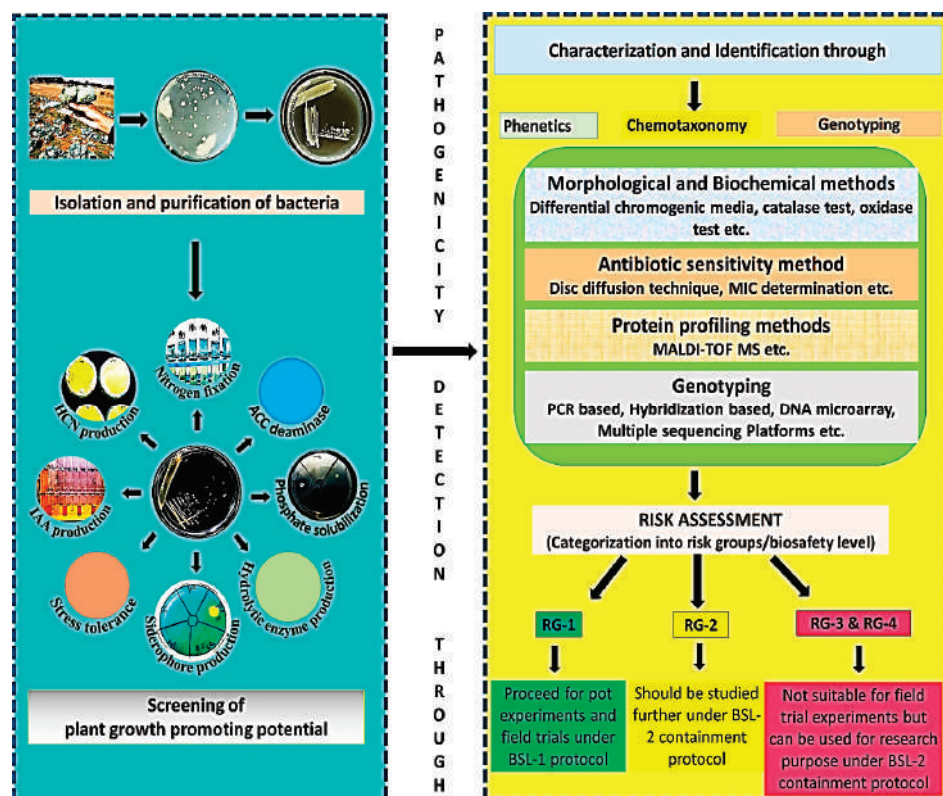 Isolation and purification of bacteria
Nitrogen fixation
ACC deaminase
Phosphate solubilization
Hydrolytic enzyme production
Siderophore production
Stress tolerance
IAA production
HCN production
Screening of
plant growth promoting potential
PATHOGENICITY DETECTION THROUGH
Characterization and Identification through
Phenetics
Chemotaxonomy
Genotyping
Morphological and Biochemical methods
Differential chromogenic media, catalase test, oxidase
test etc.
Antibiotic sensitivity method
Disc diffusion technique, MIC determination etc.
Protein profiling methods
MALDI-TOF MS etc.
Genotyping
PCR based, Hybridization based, DNA microarray,
Multiple sequencing Platforms etc.
RISK ASSESSMENT
(Categorization into risk groups/biosafety level)
RG-1
RG-2
RG-3 & RG-4
Proceed for pot
experiments and
field trials under
BSL-1 protocol
Should be studied
further under BSL-
2 containment
protocol
Not suitable for field
trial experiments but
can be used for research
purpose under BSL-2
containment protocol